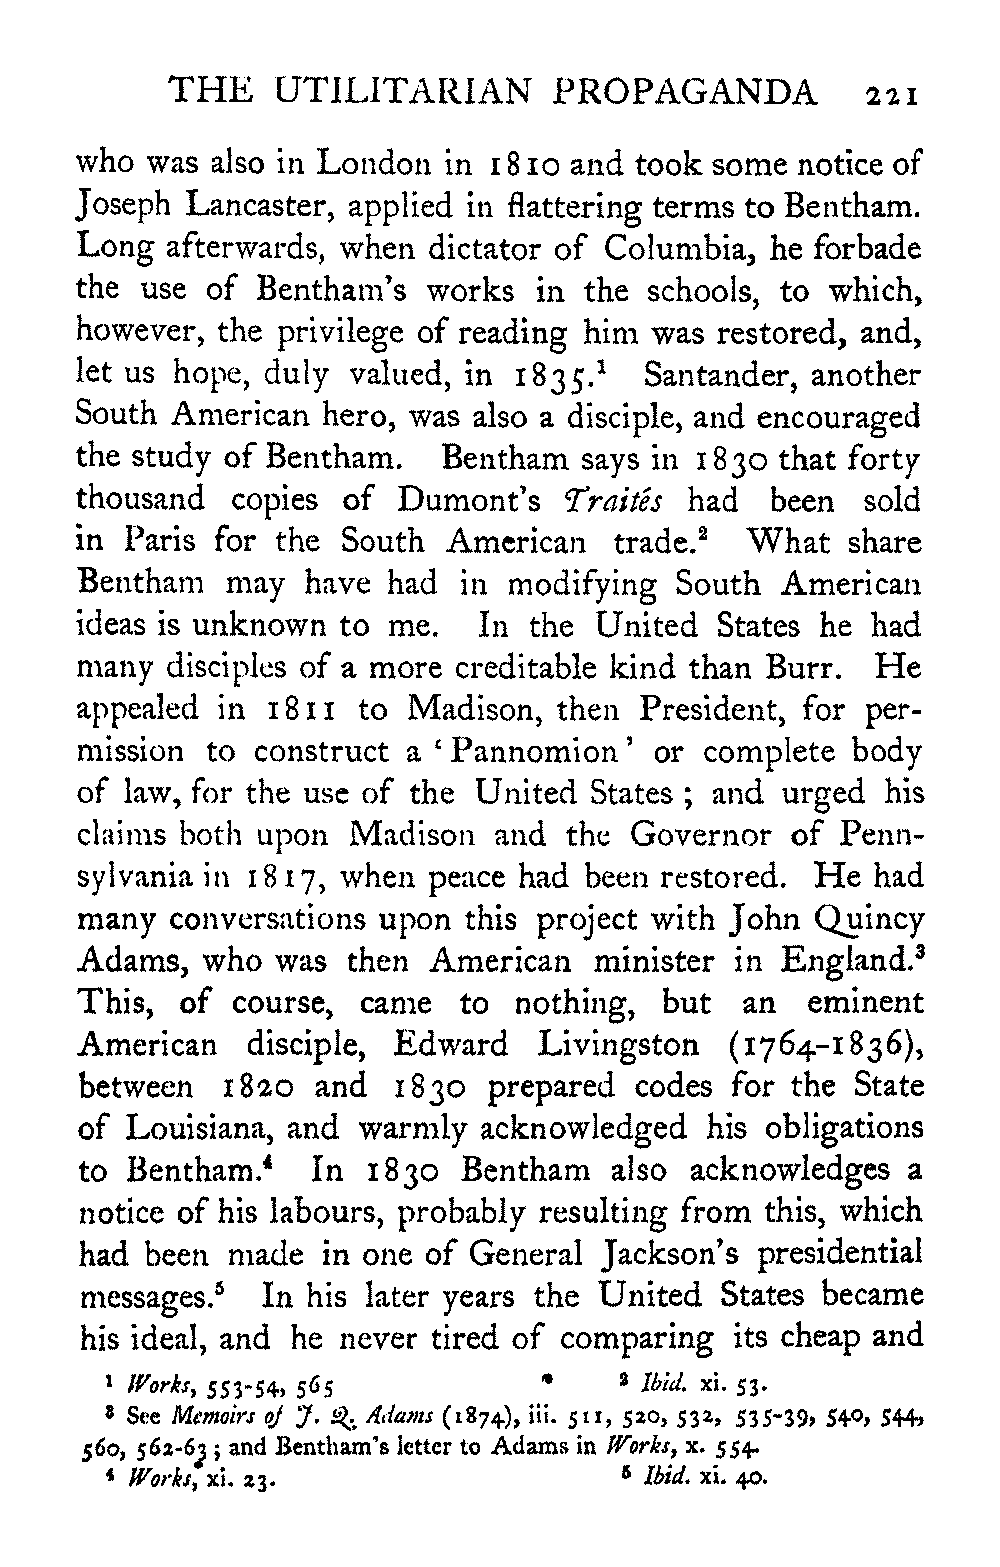 THE UTILITARIAN PROPAGANDA 221
who was also in London in 1810 and took some notice of
Joseph Lancaster, applied in flattering terms to Bentham.
Long afterwards, when dictator of Columbia, he forbade
the use of Bentham's works in the schools, to which,
however, the privilege of reading him was restored, and,
let us hope, duly valued, in 1835.¹ Santander, another
South American hero, was also a disciple, and encouraged
the study of Bentham. Bentham says in 1830 that forty
thousand copies of Dumont's Traités had been sold
in Paris for the South American trade.² What share
Bentham may have had in modifying South American
ideas is unknown to me. In the United States he had
many disciples of a more creditable kind than Burr. He
appealed in 1811 to Madison, then President, for per-
mission to construct a ‘Pannomion’ or complete body
of law, for the use of the United States ; and urged his
claims both upon Madison and the Governor of Penn-
sylvania in 1817, when peace had been restored. He had
many conversations upon this project with John Quincy
Adams, who was then American minister in England.³
This, of course, came to nothing, but an eminent
American disciple, Edward Livingston (1764-1836),
between 1820 and 1830 prepared codes for the State
of Louisiana, and warmly acknowledged his obligations
to Bentham.⁴ In 1830 Bentham also acknowledges a
notice of his labours, probably resulting from this, which
had been made in one of General Jackson's presidential
messages.⁵ In his later years the United States became
his ideal, and he never tired of comparing its cheap and
¹ Works, 553-54, 565 ² Ibid. xi. 53.
³ See Memoirs of J. Q. Adams (1874), iii. 511, 520, 532, 535-39, 540, 544,
560, 562-63 ; and Bentham's letter to Adams in Works, x. 554.
⁴ Works, xi. 23. ⁵ Ibid. xi. 40.